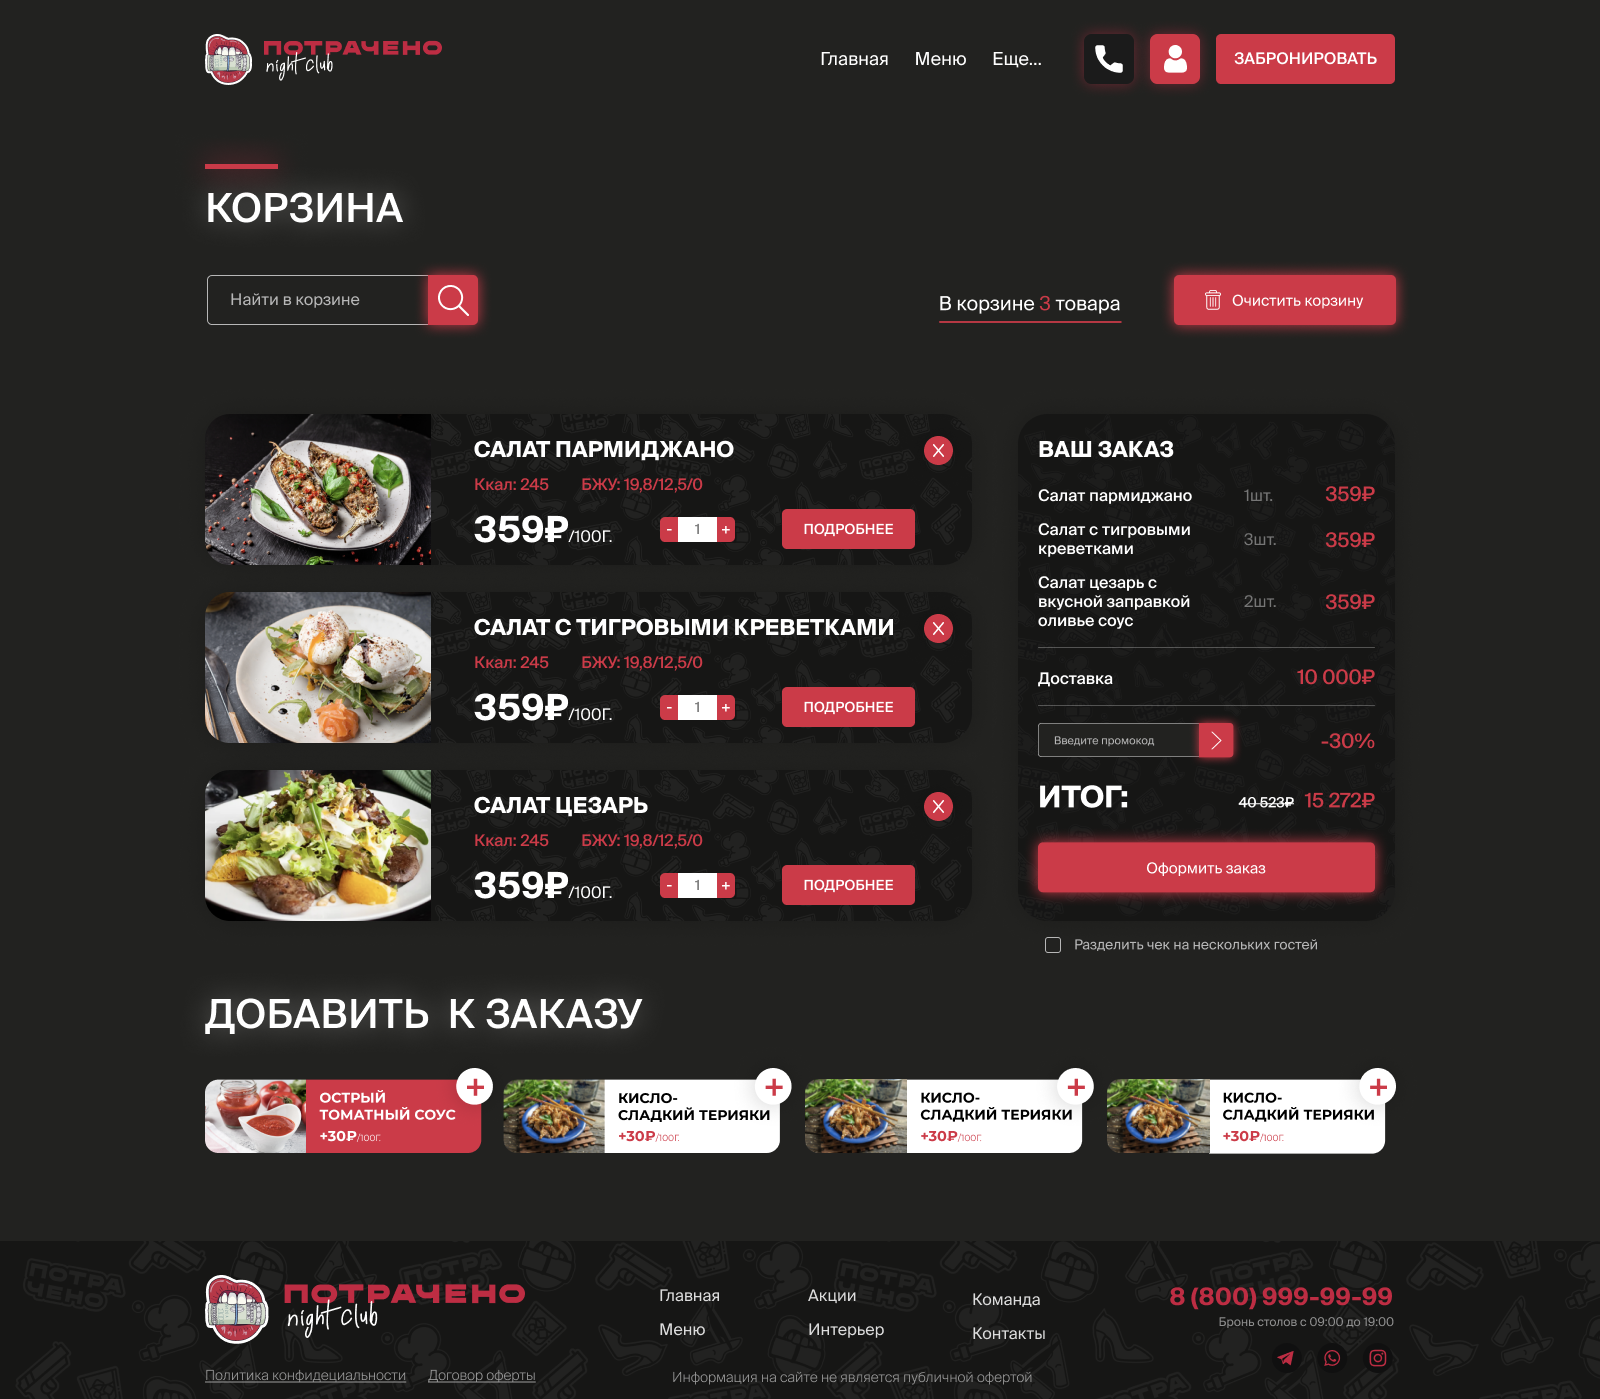 ПОТРАЧЕНО
night club
Главная Меню Еще... ЗАБРОНИРОВАТЬ
КОРЗИНА
Найти в корзине
В корзине 3 товара
Очистить корзину
САЛАТ ПАРМИДЖАНО
Ккал: 245 БЖУ: 19,8/12,5/0
359₽/100Г. - 1 + ПОДРОБНЕЕ
САЛАТ С ТИГРОВЫМИ КРЕВЕТКАМИ
Ккал: 245 БЖУ: 19,8/12,5/0
359₽/100Г. - 1 + ПОДРОБНЕЕ
САЛАТ ЦЕЗАРЬ
Ккал: 245 БЖУ: 19,8/12,5/0
359₽/100Г. - 1 + ПОДРОБНЕЕ
ВАШ ЗАКАЗ
Салат пармиджано 1шт. 359₽
Салат с тигровыми
креветками 3шт. 359₽
Салат цезарь с
вкусной заправкой 2шт. 359₽
оливье соус
Доставка 10 000₽
Введите промокод -30%
ИТОГ: 40 523₽ 15 272₽
Оформить заказ
Разделить чек на нескольких гостей
ДОБАВИТЬ К ЗАКАЗУ
ОСТРЫЙ
ТОМАТНЫЙ СОУС
+30₽/100Г.
КИСЛО-
СЛАДКИЙ ТЕРИЯКИ
+30₽/100Г.
КИСЛО-
СЛАДКИЙ ТЕРИЯКИ
+30₽/100Г.
КИСЛО-
СЛАДКИЙ ТЕРИЯКИ
+30₽/100Г.
ПОТРАЧЕНО
night club
Политика конфидециальности Договор оферты
Главная
Меню
Акции
Интерьер
Команда
Контакты
Информация на сайте не является публичной офертой
8 (800) 999-99-99
Бронь столов с 09:00 до 19:00